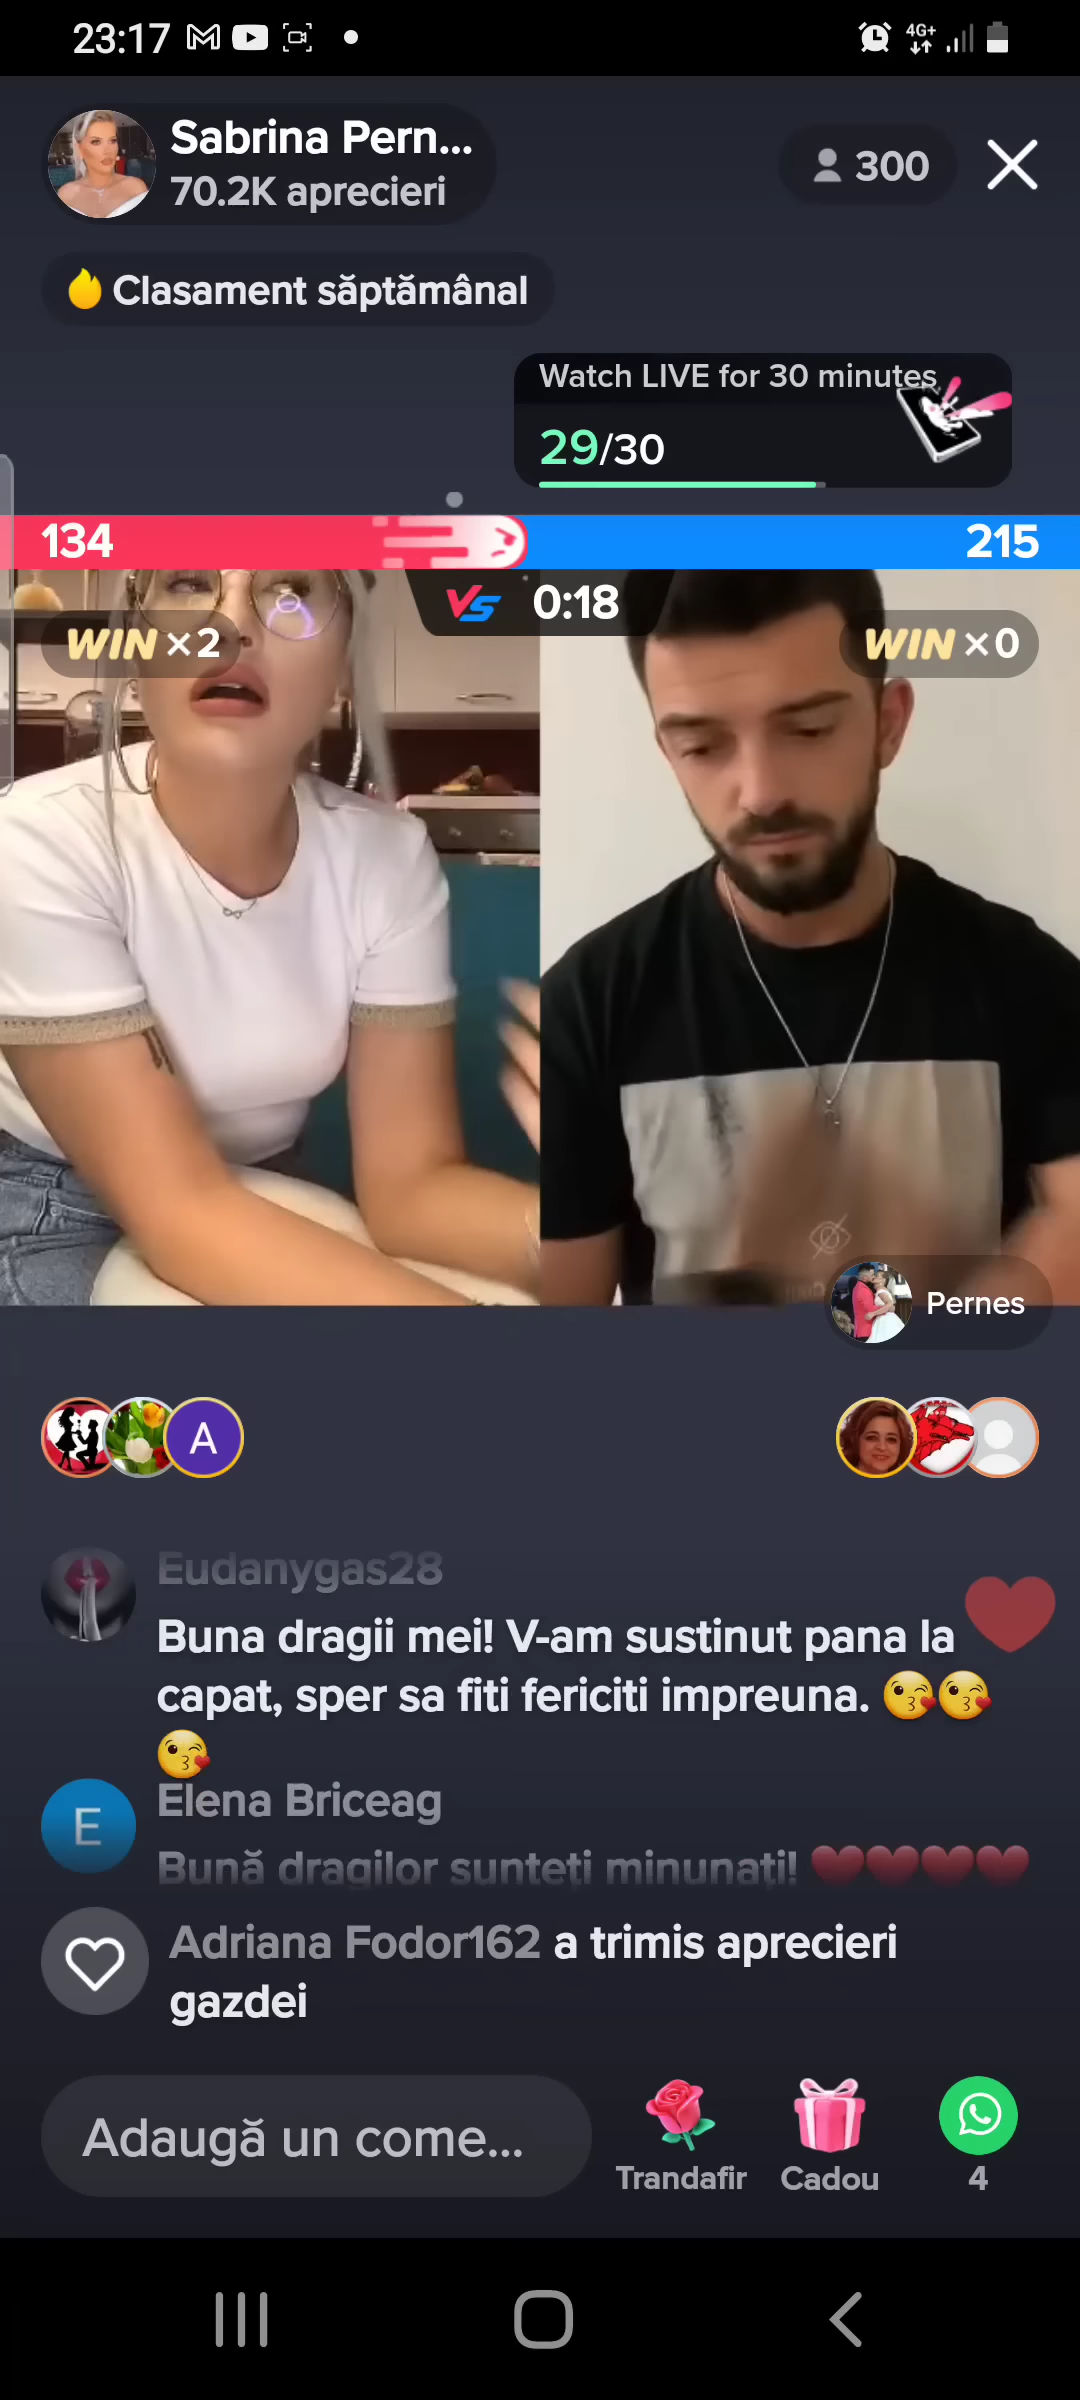 23:17
4G+
Sabrina Pern...
70.2K aprecieri
300
Clasament săptămânal
Watch LIVE for 30 minutes
29/30
134
215
VS 0:18
WIN ×2
WIN ×0
Pernes
A
Eudanygas28
Buna dragii mei! V-am sustinut pana la
capat, sper sa fiti fericiti impreuna. 😘😘
😘
E
Elena Briceag
Bună dragilor sunteți minunați! ❤️❤️❤️❤️
Adriana Fodor162 a trimis aprecieri
gazdei
Adaugă un come...
Trandafir
Cadou
4